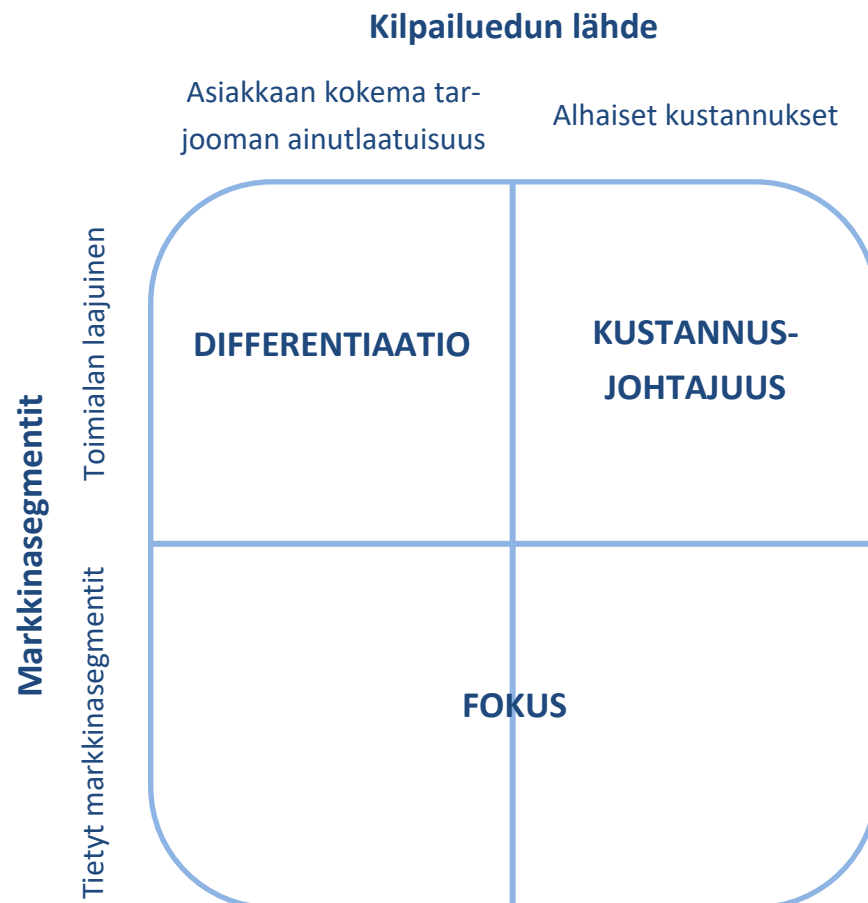 Kilpailuedun lähde
Asiakkaan kokema tar-
jooman ainutlaatuisuus
Alhaiset kustannukset
Markkinasegmentit
Toimialan laajuinen
DIFFERENTIAATIO
KUSTANNUS-
JOHTAJUUS
Tietyt markkinasegmentit
FOKUS